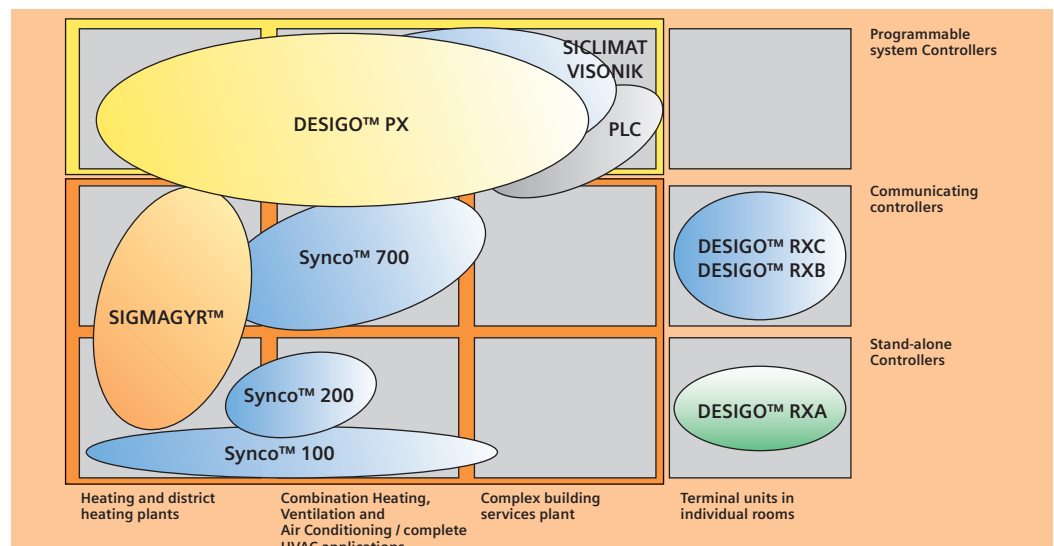 SICLIMAT
VISONIK
DESIGO™ PX
PLC
Programmable
system Controllers
Synco™ 700
SIGMAGYR™
DESIGO™ RXC
DESIGO™ RXB
Communicating
controllers
Synco™ 200
Synco™ 100
DESIGO™ RXA
Stand-alone
Controllers
Heating and district
heating plants
Combination Heating,
Ventilation and
Air Conditioning / complete
HVAC applications
Complex building
services plant
Terminal units in
individual rooms